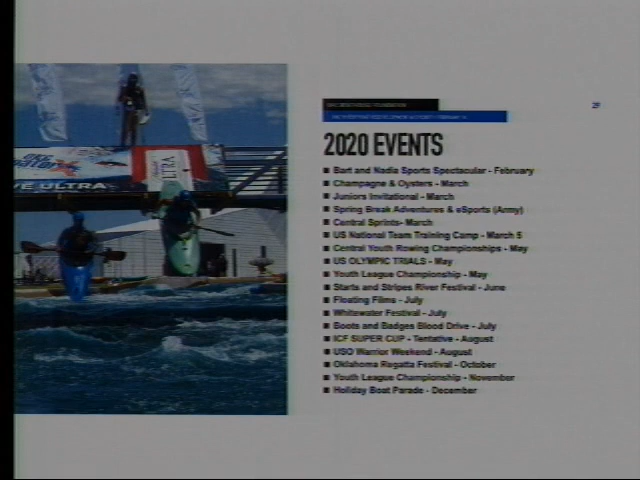 2020 EVENTS
Bart and Nadia Sports Spectacular - February
Champagne & Oysters - March
Juniors Invitational - March
Spring Break Adventures & eSports (Army)
Central Sprints- March
US National Team Training Camp - March 5
Central Youth Rowing Championships - May
US OLYMPIC TRIALS - May
Youth League Championship - May
Stars and Stripes River Festival - June
Floating Films - July
Whitewater Festival - July
Boots and Badges Blood Drive - July
ICF SUPER CUP - Tentative - August
USO Warrior Weekend - August
Oklahoma Regatta Festival - October
Youth League Championship - November
Holiday Boat Parade - December
VE ULTRA
ULTRA